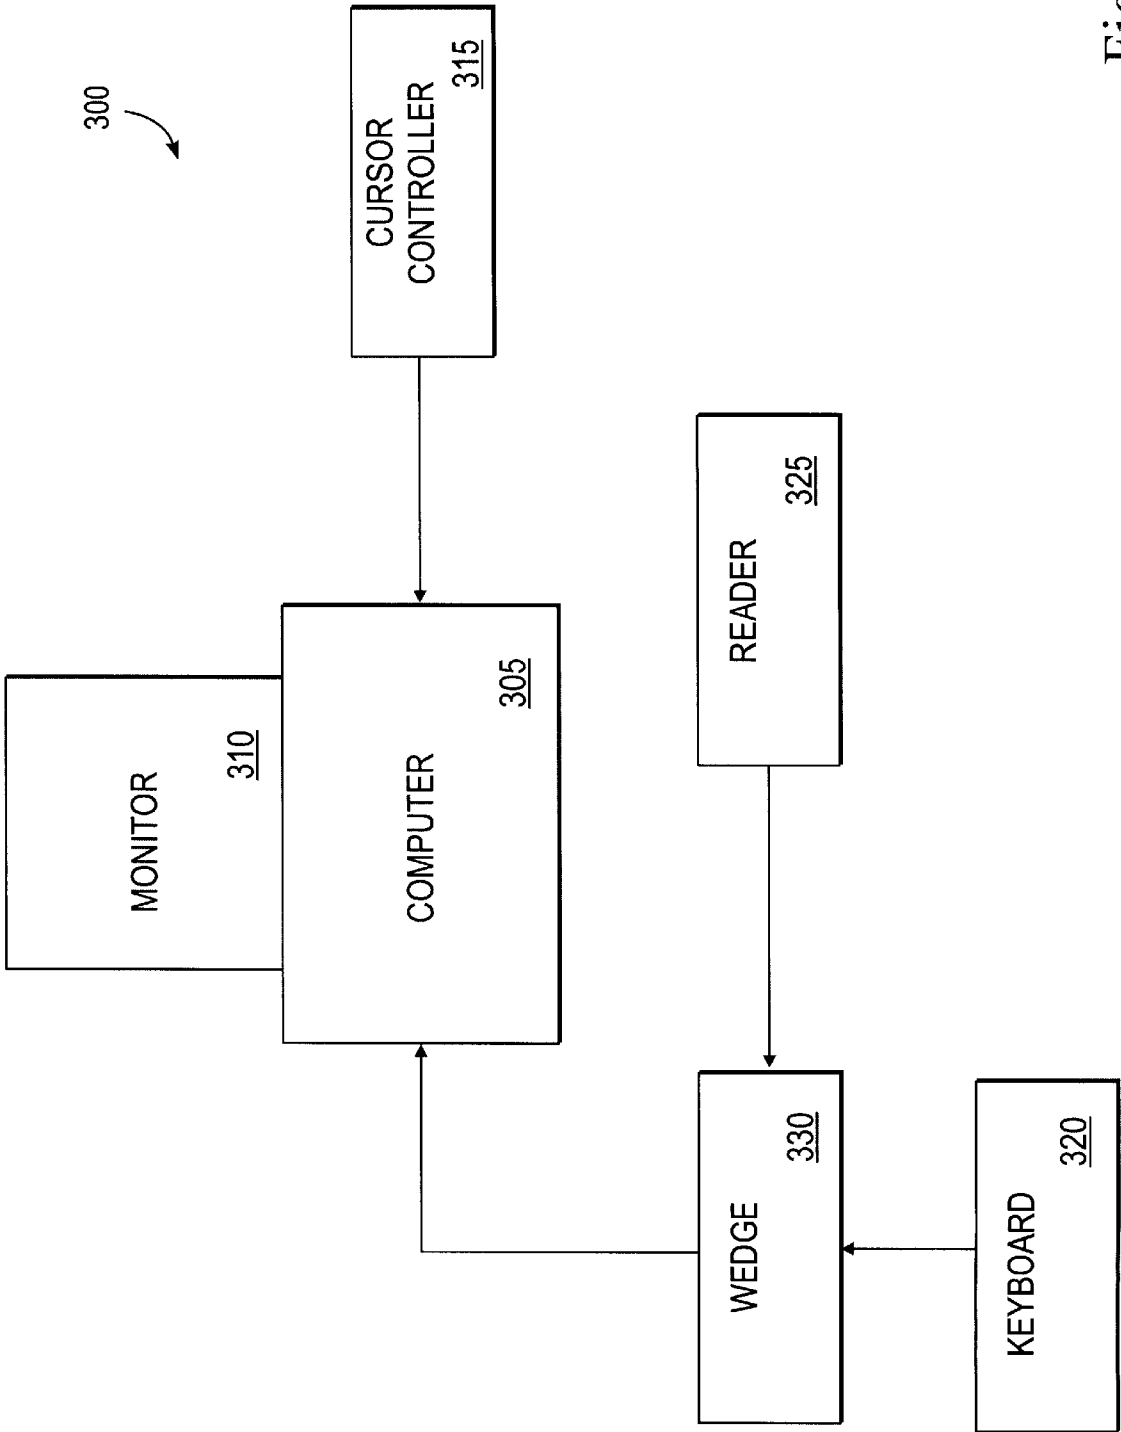 300
MONITOR
310
COMPUTER
305
CURSOR
CONTROLLER
315
WEDGE
330
READER
325
KEYBOARD
320